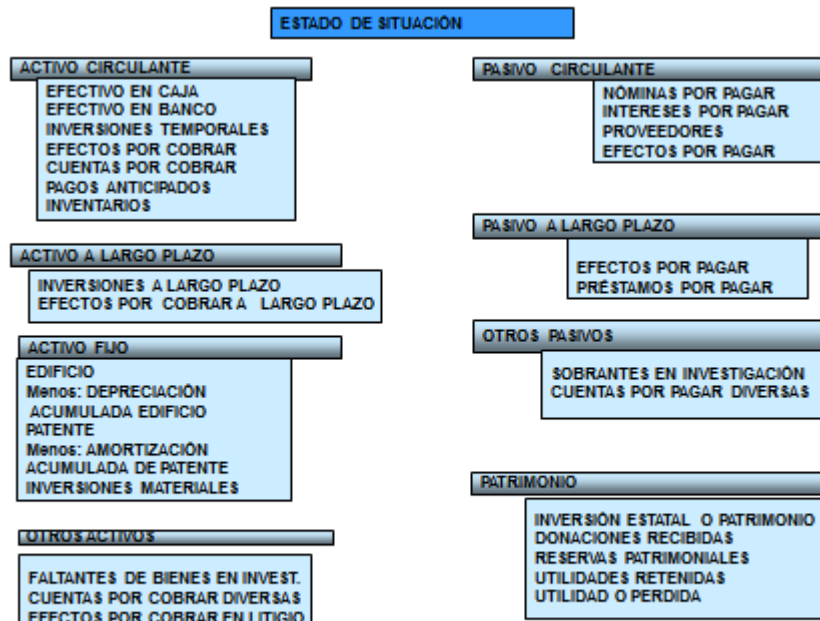 ESTADO DE SITUACIÓN
ACTIVO CIRCULANTE
EFECTIVO EN CAJA
EFECTIVO EN BANCO
INVERSIONES TEMPORALES
EFECTOS POR COBRAR
CUENTAS POR COBRAR
PAGOS ANTICIPADOS
INVENTARIOS
ACTIVO A LARGO PLAZO
INVERSIONES A LARGO PLAZO
EFECTOS POR COBRAR A LARGO PLAZO
ACTIVO FIJO
EDIFICIO
Menos: DEPRECIACIÓN
ACUMULADA EDIFICIO
PATENTE
Menos: AMORTIZACIÓN
ACUMULADA DE PATENTE
INVERSIONES MATERIALES
OTROS ACTIVOS
FALTANTES DE BIENES EN INVEST.
CUENTAS POR COBRAR DIVERSAS
EFECTOS POR COBRAR EN LITIGIO
PASIVO CIRCULANTE
NÓMINAS POR PAGAR
INTERESES POR PAGAR
PROVEEDORES
EFECTOS POR PAGAR
PASIVO A LARGO PLAZO
EFECTOS POR PAGAR
PRÉSTAMOS POR PAGAR
OTROS PASIVOS
SOBRANTES EN INVESTIGACIÓN
CUENTAS POR PAGAR DIVERSAS
PATRIMONIO
INVERSIÓN ESTATAL O PATRIMONIO
DONACIONES RECIBIDAS
RESERVAS PATRIMONIALES
UTILIDADES RETENIDAS
UTILIDAD O PERDIDA